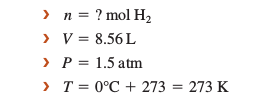 › n = ? mol H₂
› V = 8.56 L
› P = 1.5 atm
› T = 0°C + 273 = 273 K